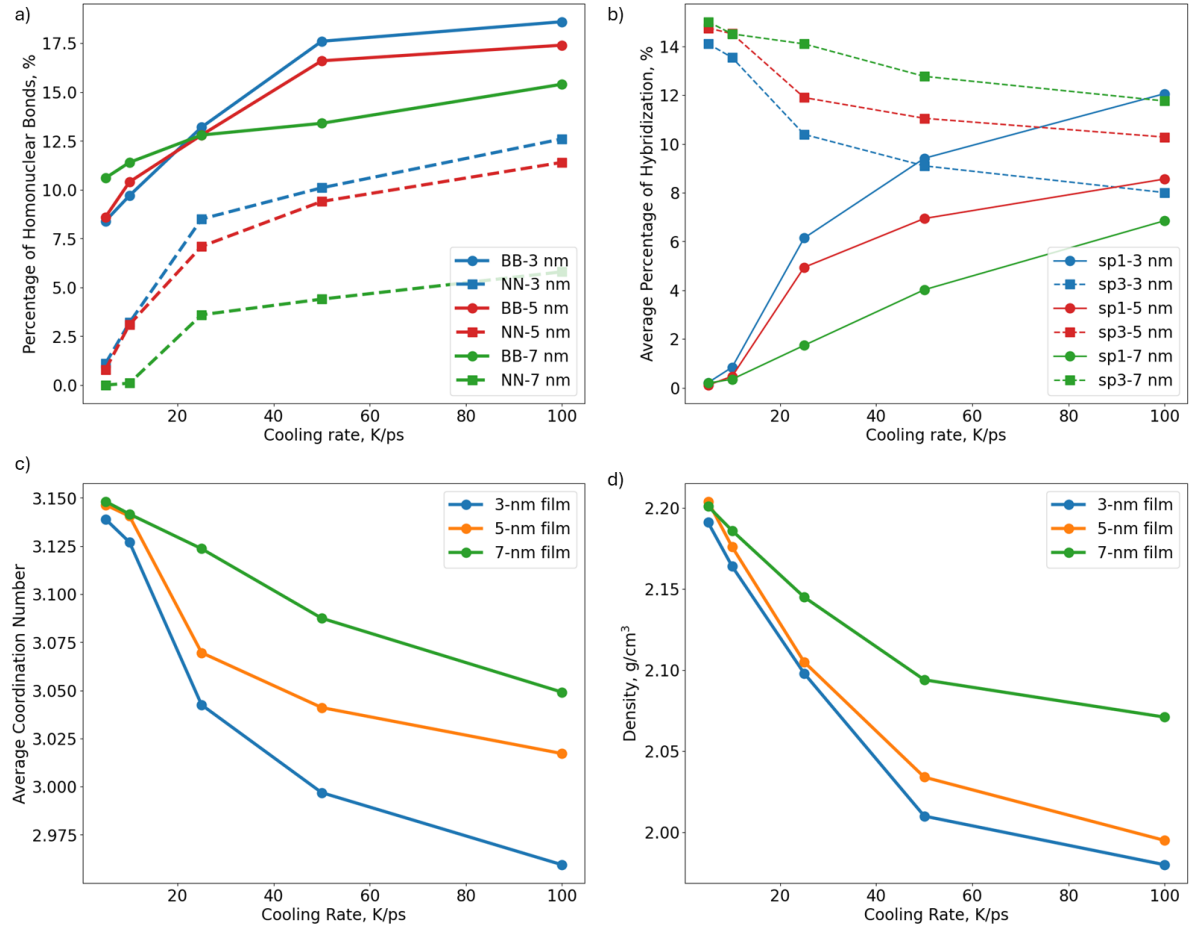 a)
Percentage of Homonuclear Bonds, %
17.5
15.0
12.5
10.0
7.5
5.0
2.5
0.0
20 40 60 80 100
Cooling rate, K/ps
BB-3 nm
NN-3 nm
BB-5 nm
NN-5 nm
BB-7 nm
NN-7 nm
b)
Average Percentage of Hybridization, %
14
12
10
8
6
4
2
0
20 40 60 80 100
Cooling rate, K/ps
sp1-3 nm
sp3-3 nm
sp1-5 nm
sp3-5 nm
sp1-7 nm
sp3-7 nm
c)
Average Coordination Number
3.150
3.125
3.100
3.075
3.050
3.025
3.000
2.975
20 40 60 80 100
Cooling Rate, K/ps
3-nm film
5-nm film
7-nm film
d)
Density, g/cm³
2.20
2.15
2.10
2.05
2.00
20 40 60 80 100
Cooling Rate, K/ps
3-nm film
5-nm film
7-nm film